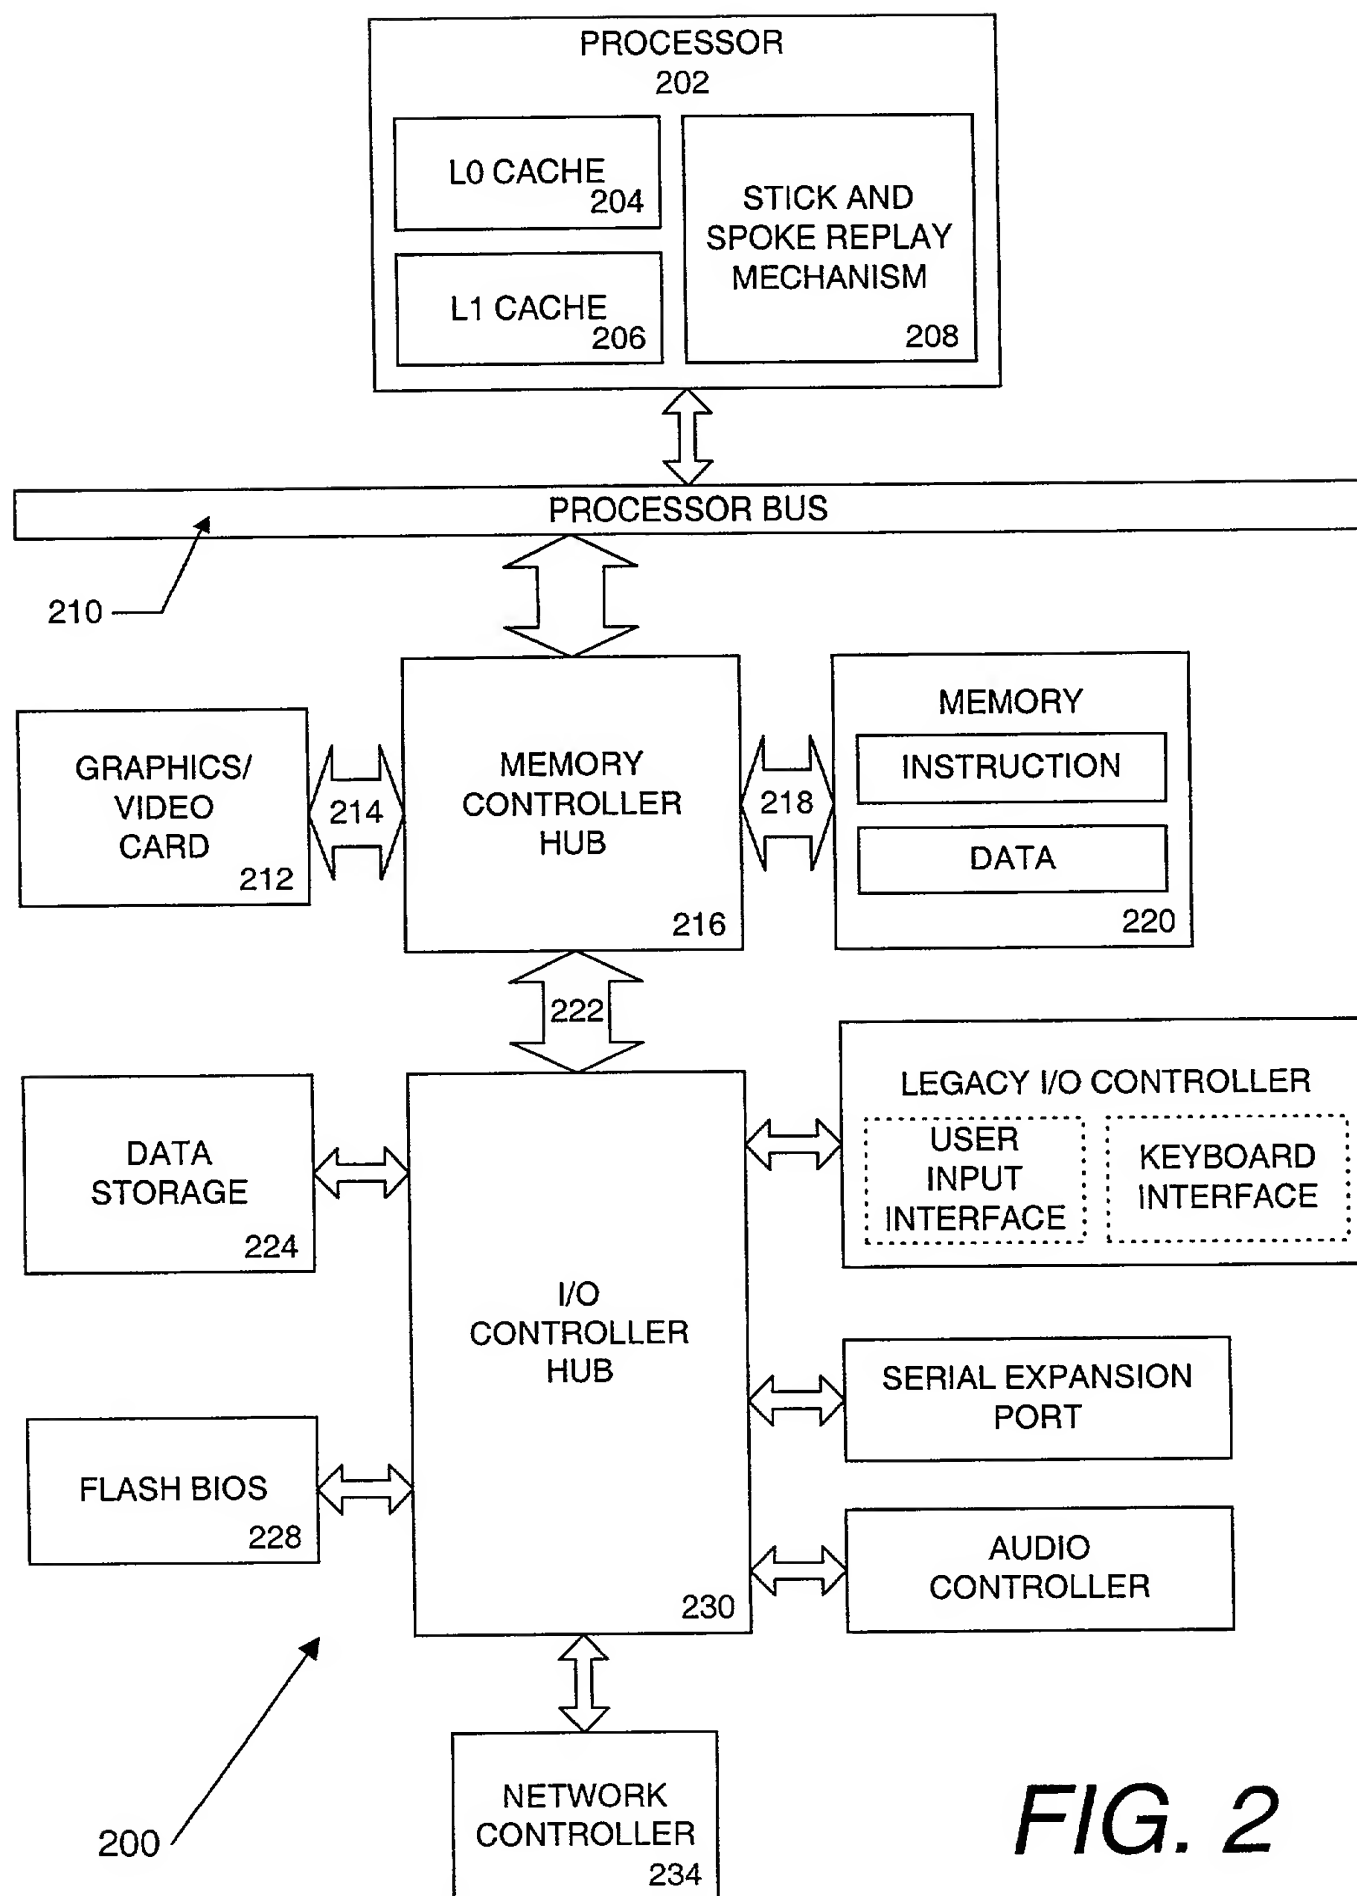 PROCESSOR
202
L0 CACHE
204
L1 CACHE
206
STICK AND
SPOKE REPLAY
MECHANISM
208
PROCESSOR BUS
210
GRAPHICS/
VIDEO
CARD
212
214
MEMORY
CONTROLLER
HUB
216
218
MEMORY
INSTRUCTION
DATA
220
222
DATA
STORAGE
224
LEGACY I/O CONTROLLER
USER
INPUT
INTERFACE
KEYBOARD
INTERFACE
I/O
CONTROLLER
HUB
230
SERIAL EXPANSION
PORT
FLASH BIOS
228
AUDIO
CONTROLLER
200
NETWORK
CONTROLLER
234
FIG. 2